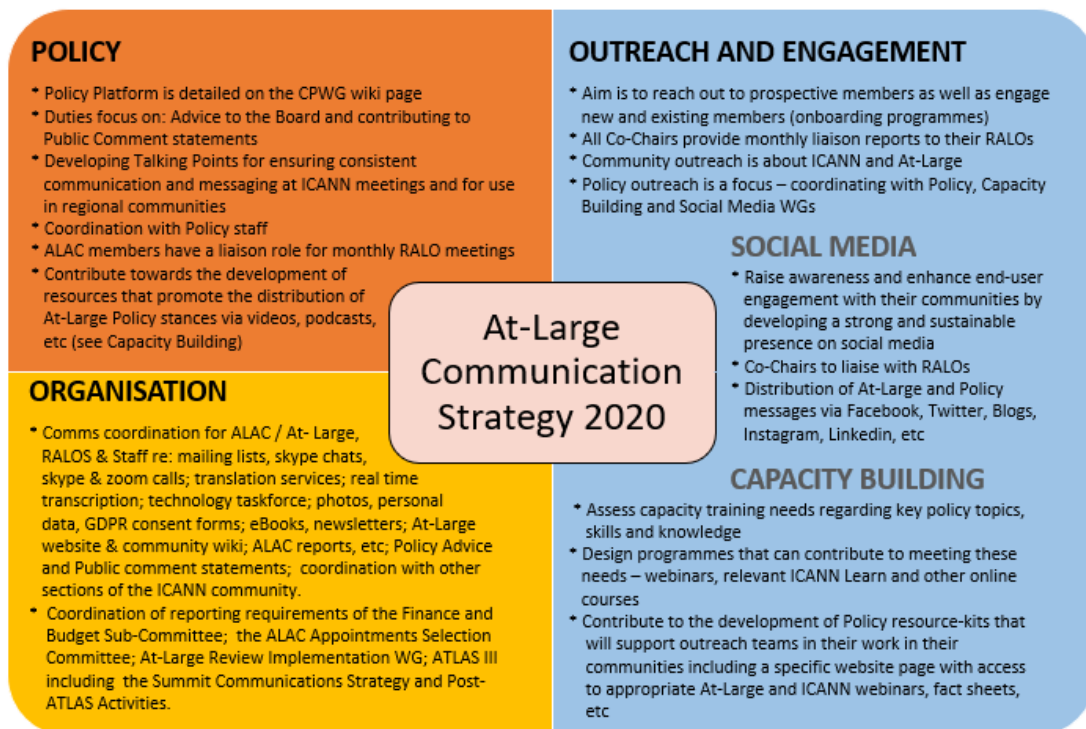 POLICY
* Policy Platform is detailed on the CPWG wiki page
* Duties focus on: Advice to the Board and contributing to
Public Comment statements
* Developing Talking Points for ensuring consistent
communication and messaging at ICANN meetings and for use
in regional communities
* Coordination with Policy staff
* ALAC members have a liaison role for monthly RALO meetings
* Contribute towards the development of
resources that promote the distribution of
At-Large Policy stances via videos, podcasts,
etc (see Capacity Building)
OUTREACH AND ENGAGEMENT
* Aim is to reach out to prospective members as well as engage
new and existing members (onboarding programmes)
* All Co-Chairs provide monthly liaison reports to their RALOs
* Community outreach is about ICANN and At-Large
* Policy outreach is a focus – coordinating with Policy, Capacity
Building and Social Media WGs
SOCIAL MEDIA
* Raise awareness and enhance end-user
engagement with their communities by
developing a strong and sustainable
presence on social media
* Co-Chairs to liaise with RALOs
* Distribution of At-Large and Policy
messages via Facebook, Twitter, Blogs,
Instagram, Linkedin, etc
At-Large
Communication
Strategy 2020
ORGANISATION
* Comms coordination for ALAC / At- Large,
RALOS & Staff re: mailing lists, skype chats,
skype & zoom calls; translation services; real time
transcription; technology taskforce; photos, personal
data, GDPR consent forms; eBooks, newsletters; At-Large
website & community wiki; ALAC reports, etc; Policy Advice
and Public comment statements; coordination with other
sections of the ICANN community.
* Coordination of reporting requirements of the Finance and
Budget Sub-Committee; the ALAC Appointments Selection
Committee; At-Large Review Implementation WG; ATLAS III
including the Summit Communications Strategy and Post-
ATLAS Activities.
CAPACITY BUILDING
* Assess capacity training needs regarding key policy topics,
skills and knowledge
* Design programmes that can contribute to meeting these
needs – webinars, relevant ICANN Learn and other online
courses
* Contribute to the development of Policy resource-kits that
will support outreach teams in their work in their
communities including a specific website page with access
to appropriate At-Large and ICANN webinars, fact sheets,
etc